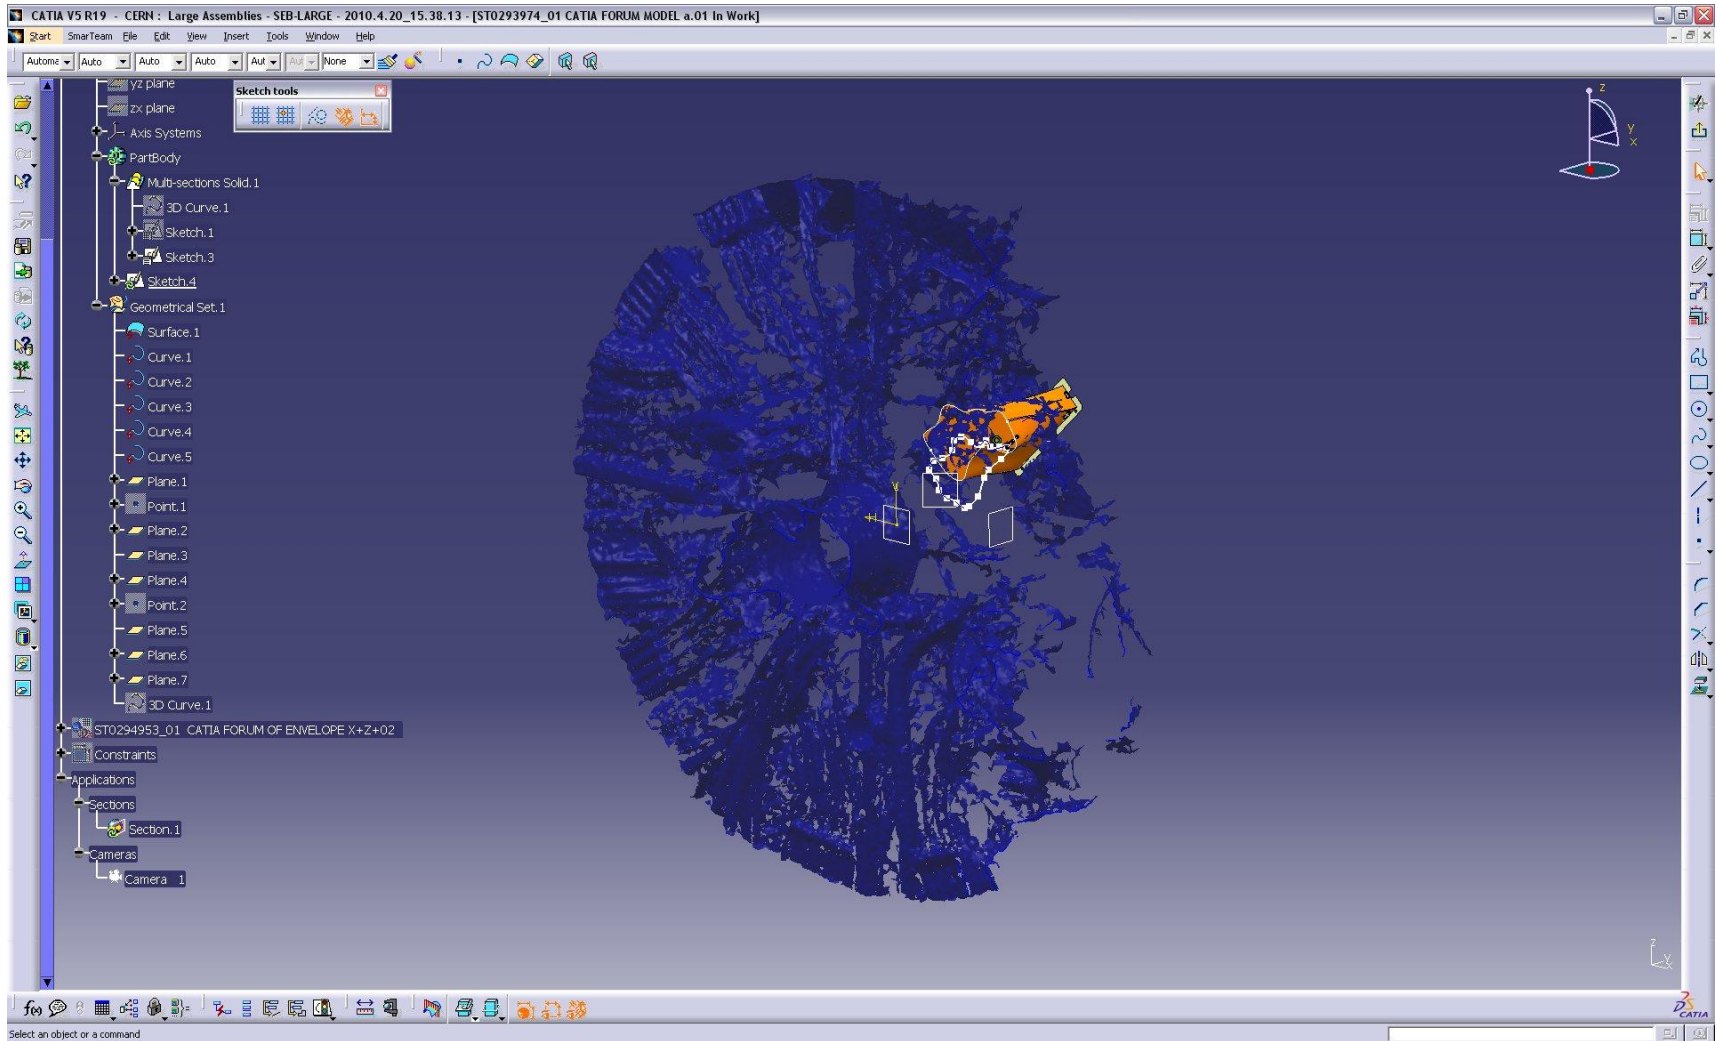 CATIA V5 R19 - CERN : Large Assemblies - SEB-LARGE - 2010.4.20_15.38.13 - [ST0293974_01 CATIA FORUM MODEL a.01 In Work]
Start SmarTeam File Edit View Insert Tools Window Help
Automa Auto Auto Auto Aut Aut None
Sketch tools
yz plane
zx plane
Axis Systems
PartBody
Multi-sections Solid.1
3D Curve.1
Sketch.1
Sketch.3
Sketch.4
Geometrical Set.1
Surface.1
Curve.1
Curve.2
Curve.3
Curve.4
Curve.5
Plane.1
Point.1
Plane.2
Plane.3
Plane.4
Point.2
Plane.5
Plane.6
Plane.7
3D Curve.1
ST0294953_01 CATIA FORUM OF ENVELOPE X+Z+02
Constraints
Applications
Sections
Section.1
Cameras
Camera 1
z
y
x
V
H
z
y
x
f(x)
CATIA
Select an object or a command